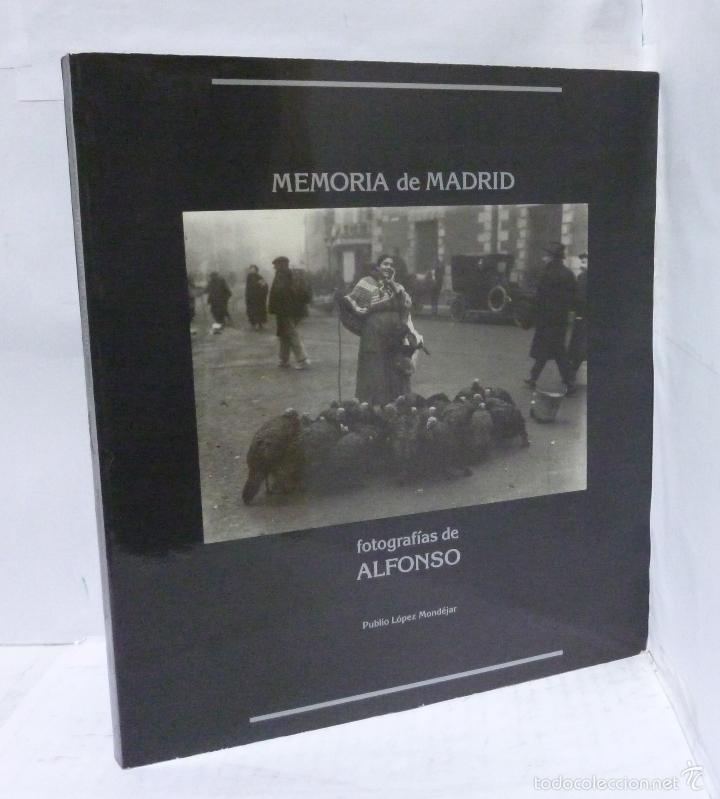 MEMORIA de MADRID
fotografías de
ALFONSO
Publio López Mondéjar
todocoleccion.net